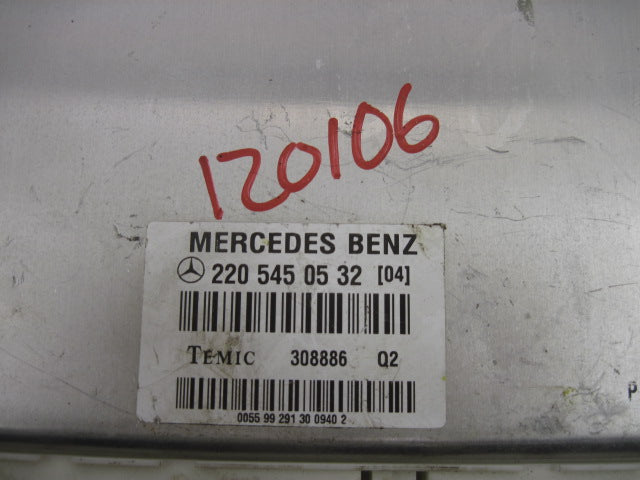 120106
MERCEDES BENZ
220 545 05 32 [04]
TEMIC 308886 Q2
0055 99 291 30 0940 2
P